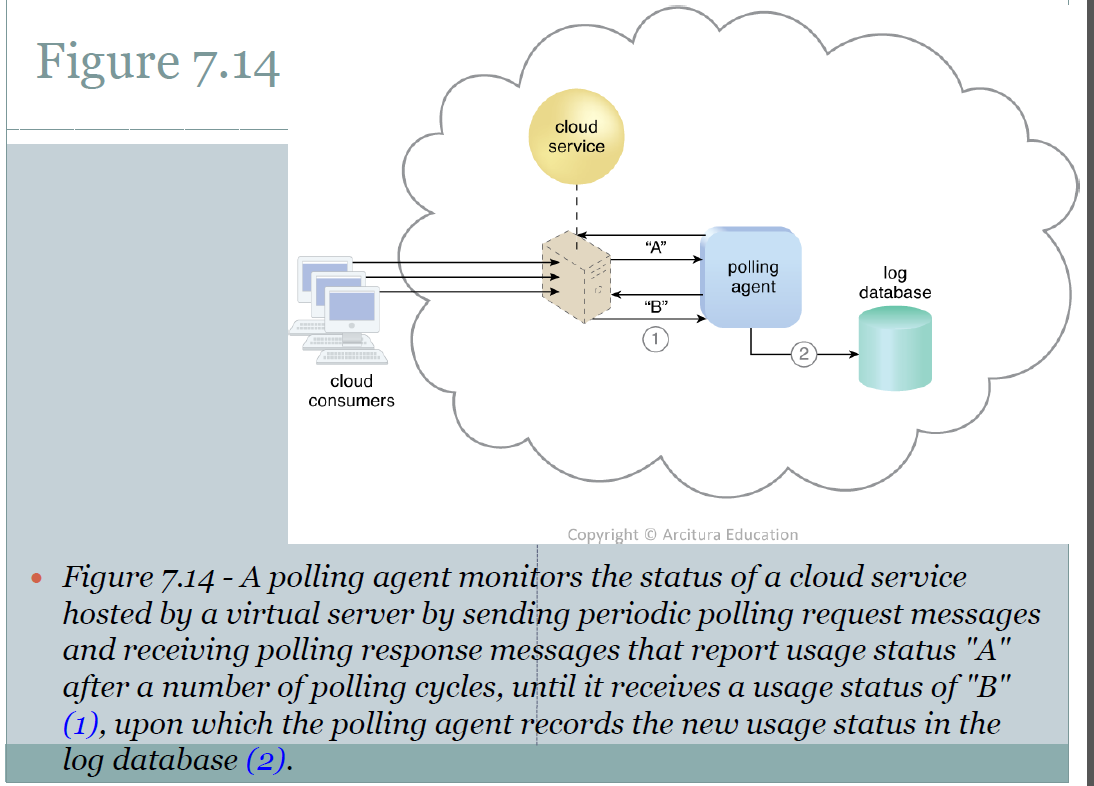 Figure 7.14
cloud
service
"A"
polling
agent
log
database
"B"
1
2
cloud
consumers
Copyright © Arcitura Education
• Figure 7.14 - A polling agent monitors the status of a cloud service
hosted by a virtual server by sending periodic polling request messages
and receiving polling response messages that report usage status "A"
after a number of polling cycles, until it receives a usage status of "B"
(1), upon which the polling agent records the new usage status in the
log database (2).